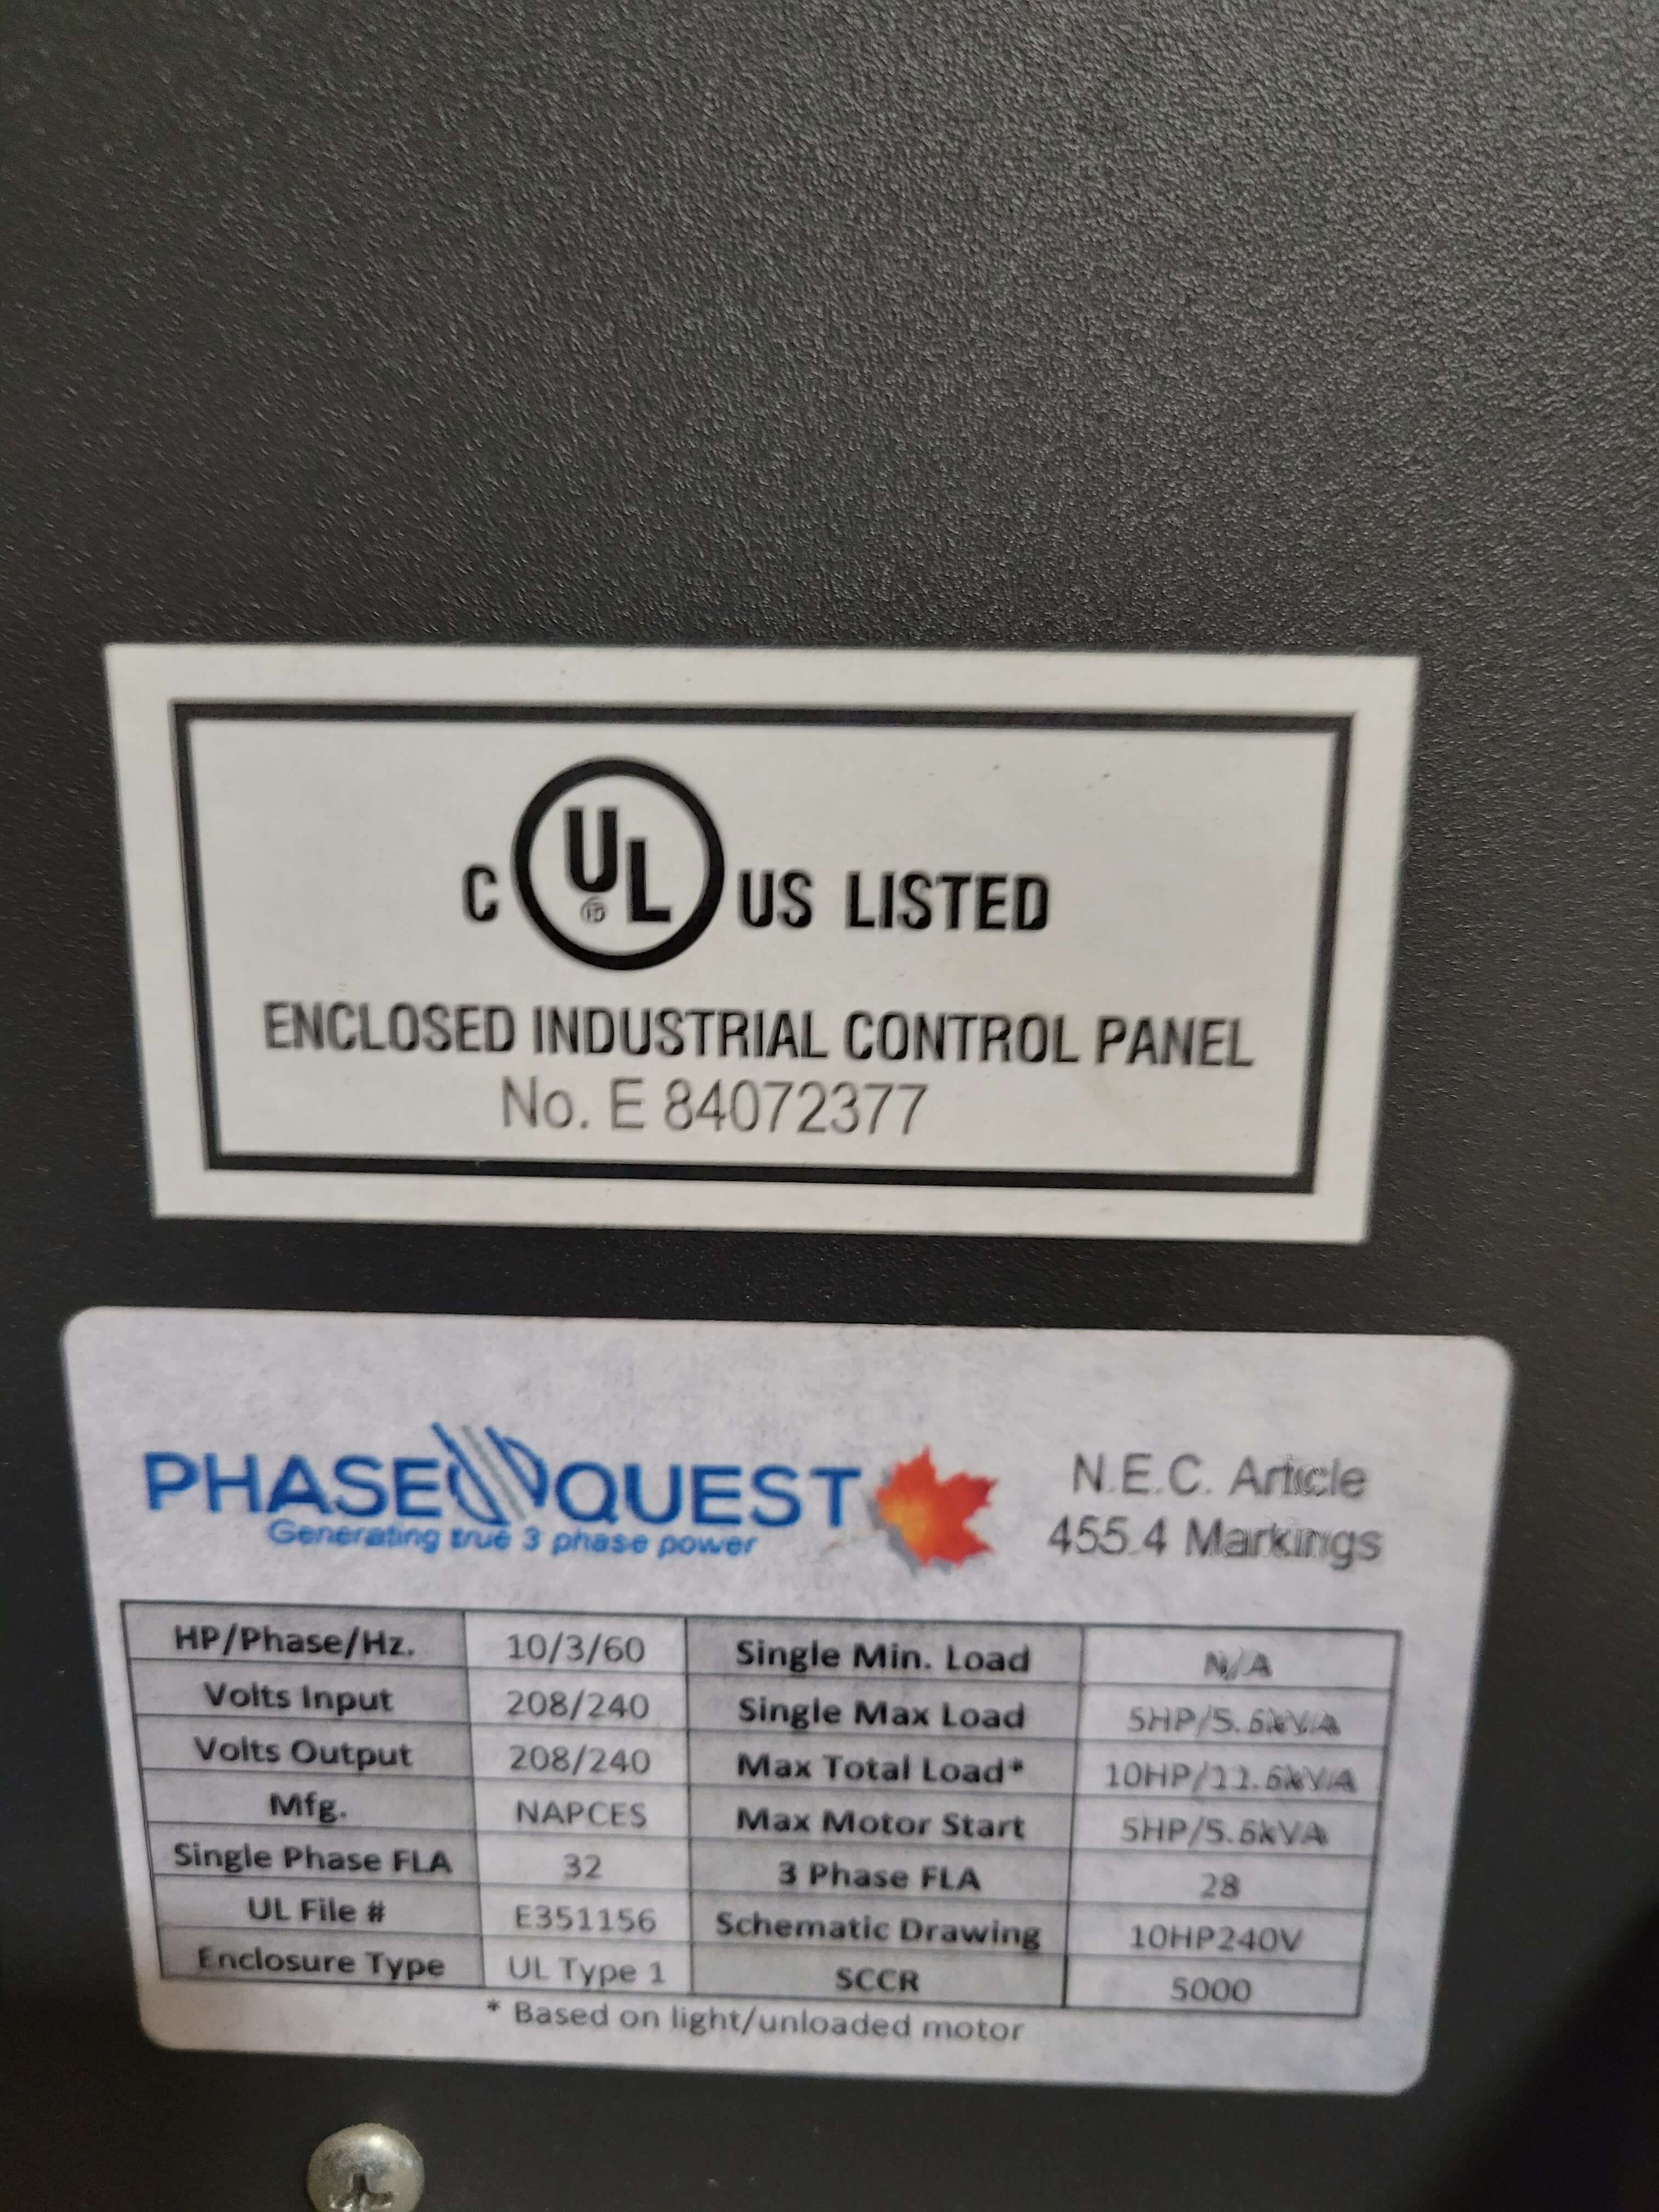 C UL ® US LISTED
ENCLOSED INDUSTRIAL CONTROL PANEL
No. E 84072377
PHASE QUEST
Generating true 3 phase power
N.E.C. Article
455.4 Markings
HP/Phase/Hz. 10/3/60 Single Min. Load N/A
Volts Input 208/240 Single Max Load 5HP/5.6kVA
Volts Output 208/240 Max Total Load* 10HP/11.6kVA
Mfg. NAPCES Max Motor Start 5HP/5.6kVA
Single Phase FLA 32 3 Phase FLA 28
UL File # E351156 Schematic Drawing 10HP240V
Enclosure Type UL Type 1 SCCR 5000
* Based on light/unloaded motor